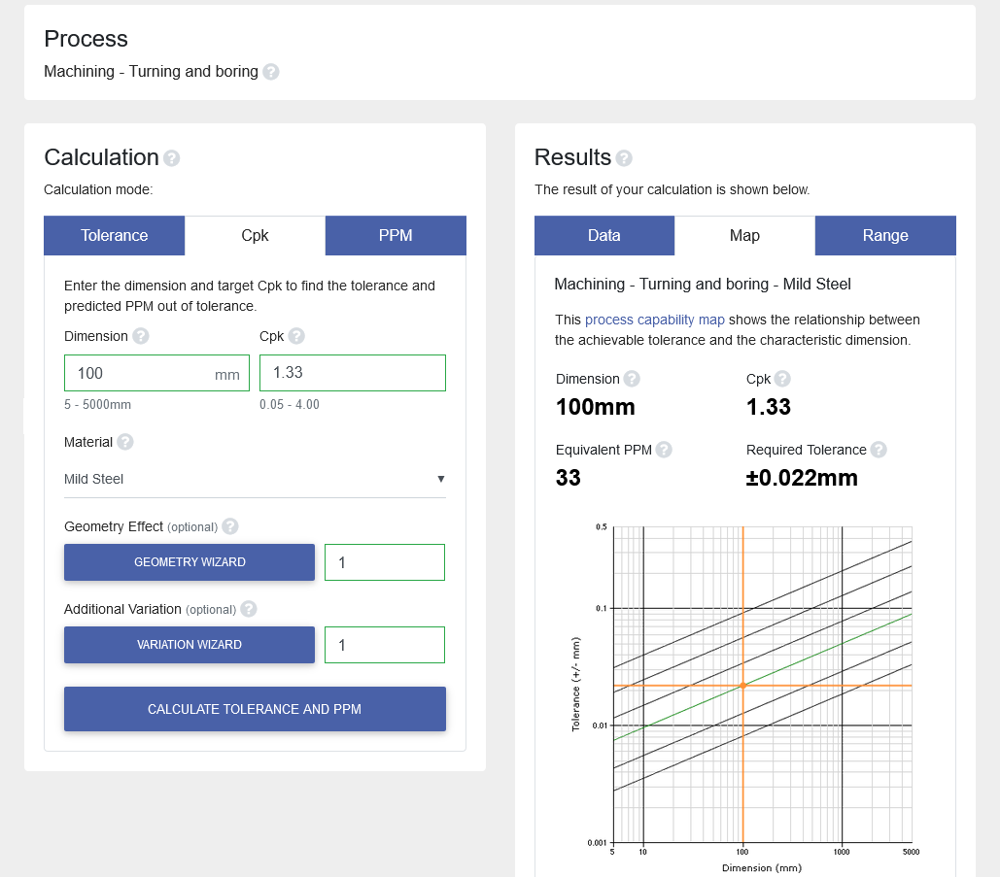 Process
Machining - Turning and boring ?
Calculation ?
Calculation mode:
Tolerance Cpk PPM
Enter the dimension and target Cpk to find the tolerance and
predicted PPM out of tolerance.
Dimension ? Cpk ?
100 mm 1.33
5 - 5000mm 0.05 - 4.00
Material ?
Mild Steel ▼
Geometry Effect (optional) ?
GEOMETRY WIZARD 1
Additional Variation (optional) ?
VARIATION WIZARD 1
CALCULATE TOLERANCE AND PPM
Results ?
The result of your calculation is shown below.
Data Map Range
Machining - Turning and boring - Mild Steel
This process capability map shows the relationship between
the achievable tolerance and the characteristic dimension.
Dimension ? Cpk ?
100mm 1.33
Equivalent PPM ? Required Tolerance ?
33 ±0.022mm
0.5
0.1
Tolerance (+/- mm)
0.01
0.001
5 10 100 1000 5000
Dimension (mm)